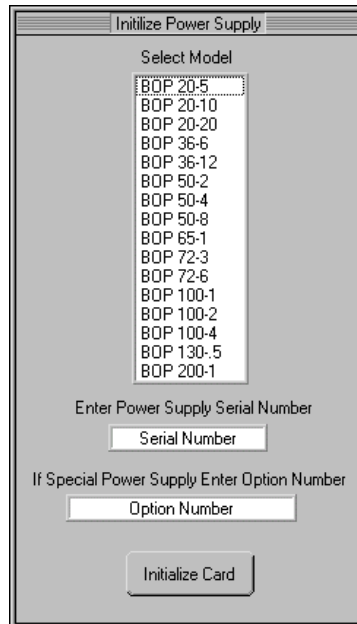 Initilize Power Supply
Select Model
BOP 20-5
BOP 20-10
BOP 20-20
BOP 36-6
BOP 36-12
BOP 50-2
BOP 50-4
BOP 50-8
BOP 65-1
BOP 72-3
BOP 72-6
BOP 100-1
BOP 100-2
BOP 100-4
BOP 130-.5
BOP 200-1
Enter Power Supply Serial Number
Serial Number
If Special Power Supply Enter Option Number
Option Number
Initialize Card